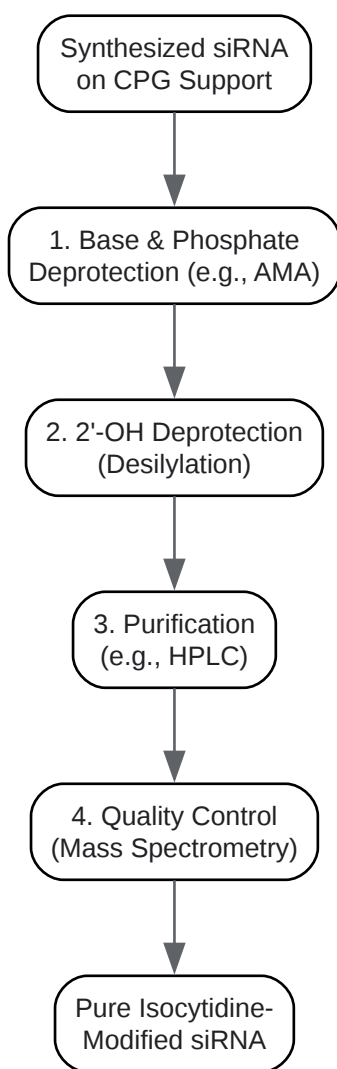 Synthesized siRNA
on CPG Support
1. Base & Phosphate
Deprotection (e.g., AMA)
2. 2'-OH Deprotection
(Desilylation)
3. Purification
(e.g., HPLC)
4. Quality Control
(Mass Spectrometry)
Pure Isocytidine-
Modified siRNA